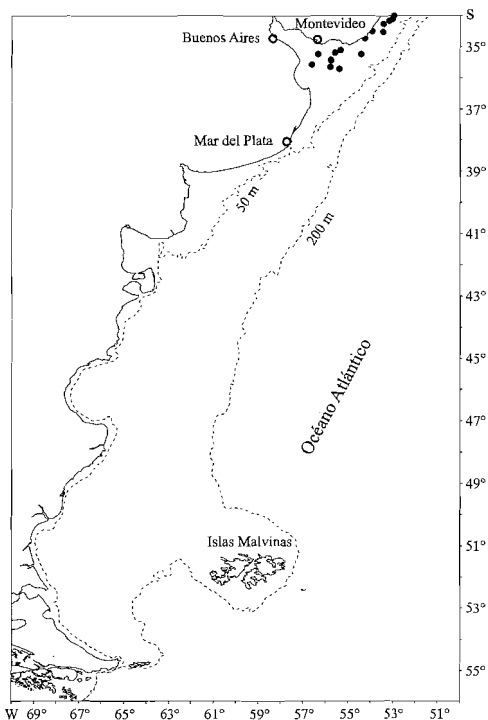 S
Montevideo
Buenos Aires
35°
37°
Mar del Plata
39°
50 m
200 m
41°
43°
45°
Océano Atlántico
47°
49°
Islas Malvinas
51°
53°
55°
W 69° 67° 65° 63° 61° 59° 57° 55° 53° 51°